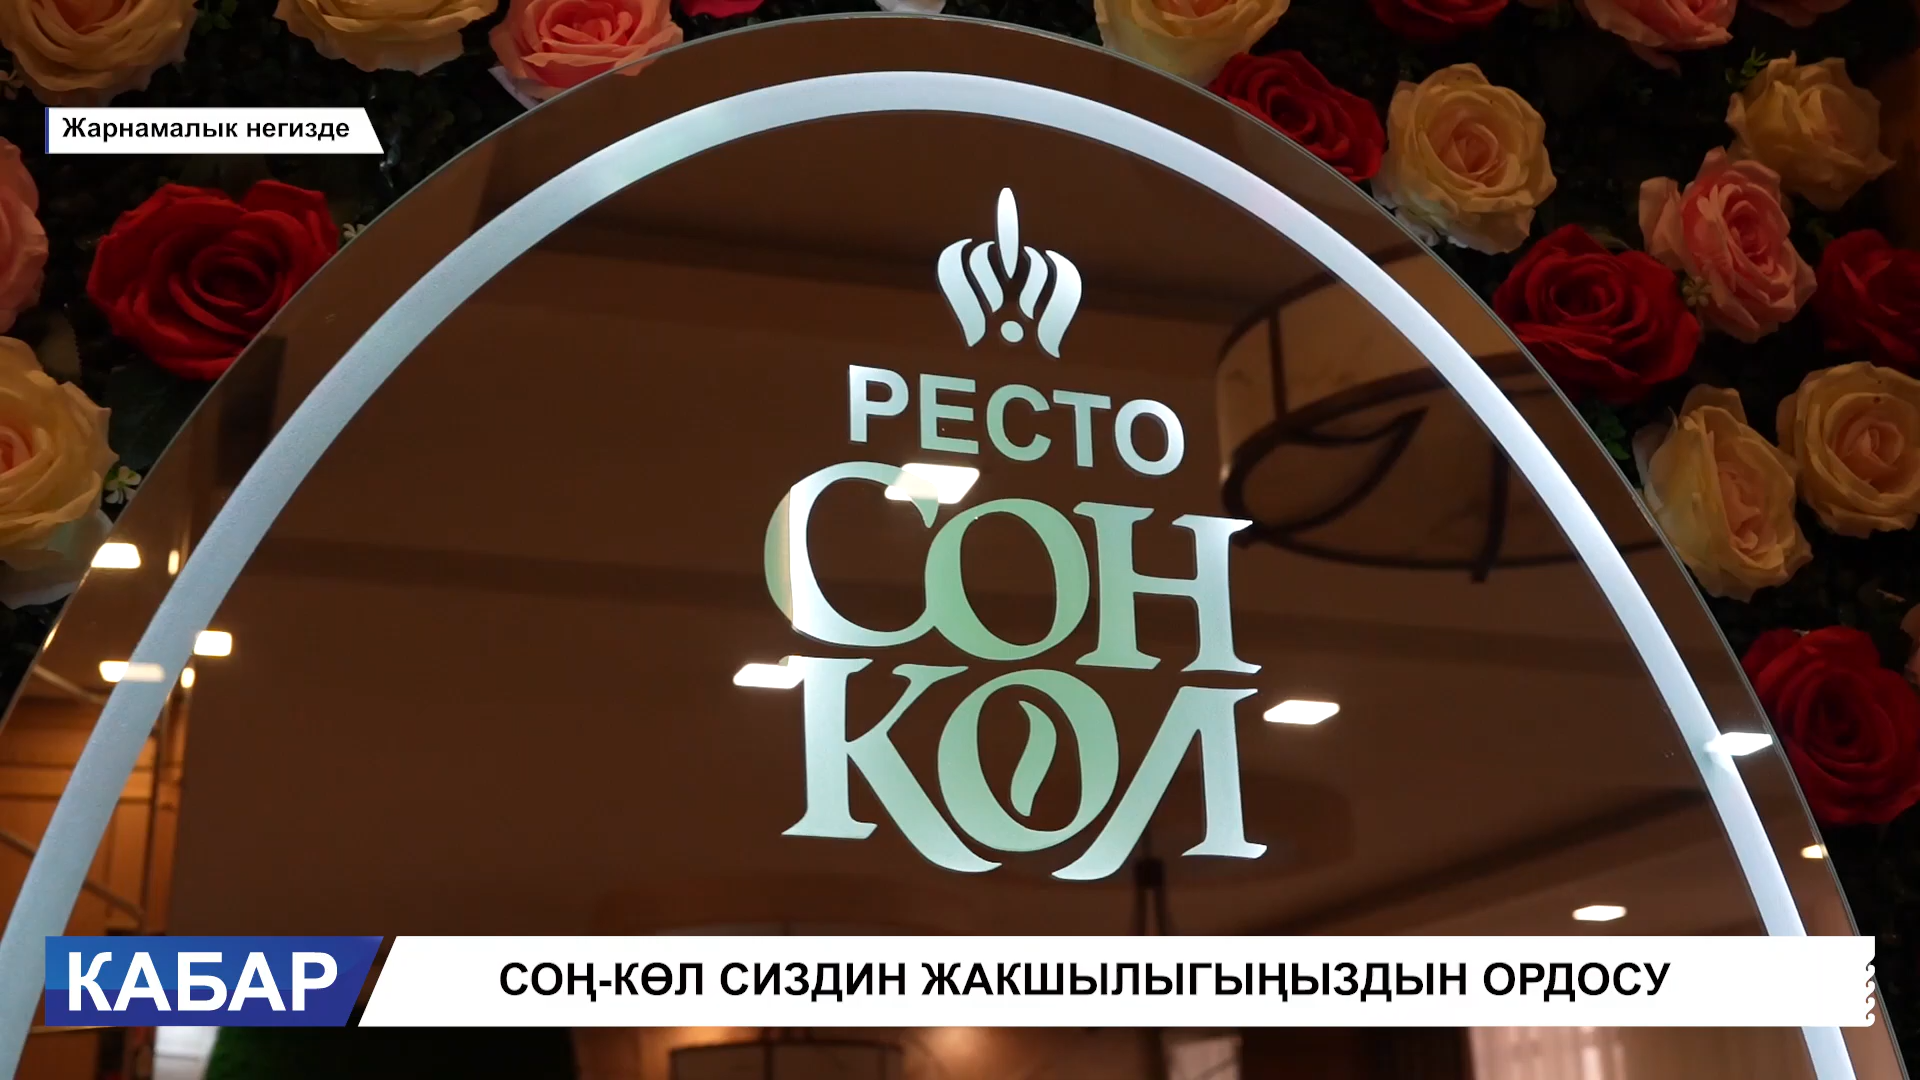 Жарнамалык негизде
РЕСТО
СОН
КОЛ
КАБАР
СОҢ-КӨЛ СИЗДИН ЖАКШЫЛЫГЫҢЫЗДЫН ОРДОСУ